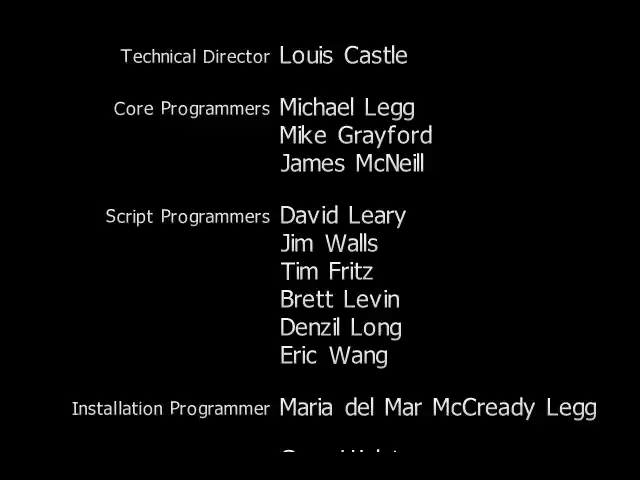 Technical Director Louis Castle
Core Programmers Michael Legg
Mike Grayford
James McNeill
Script Programmers David Leary
Jim Walls
Tim Fritz
Brett Levin
Denzil Long
Eric Wang
Installation Programmer Maria del Mar McCready Legg